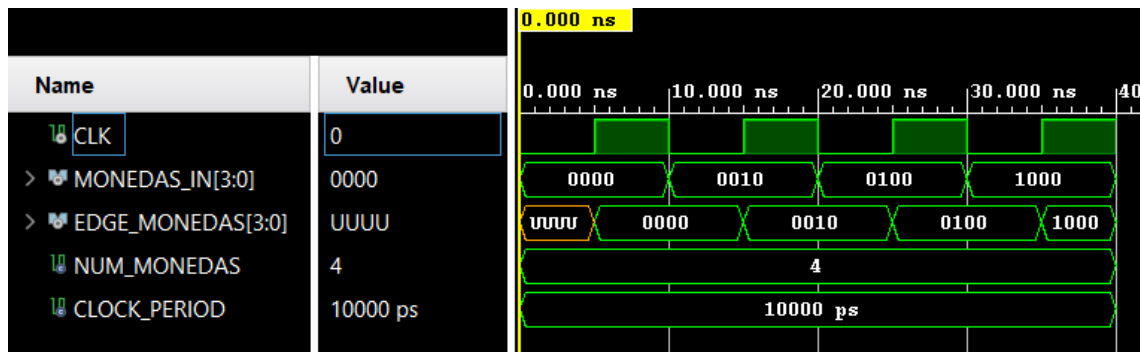 0.000 ns
Name Value
0.000 ns 10.000 ns 20.000 ns 30.000 ns 40
CLK 0
MONEDAS_IN[3:0] 0000 0000 0010 0100 1000
EDGE_MONEDAS[3:0] UUUU UUUU 0000 0010 0100 1000
NUM_MONEDAS 4 4
CLOCK_PERIOD 10000 ps 10000 ps